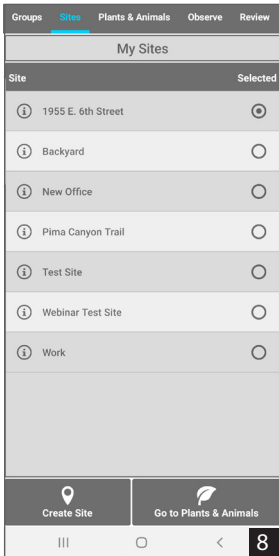 Groups Sites Plants & Animals Observe Review
My Sites
Site Selected
1955 E. 6th Street
Backyard
New Office
Pima Canyon Trail
Test Site
Webinar Test Site
Work
Create Site Go to Plants & Animals
8